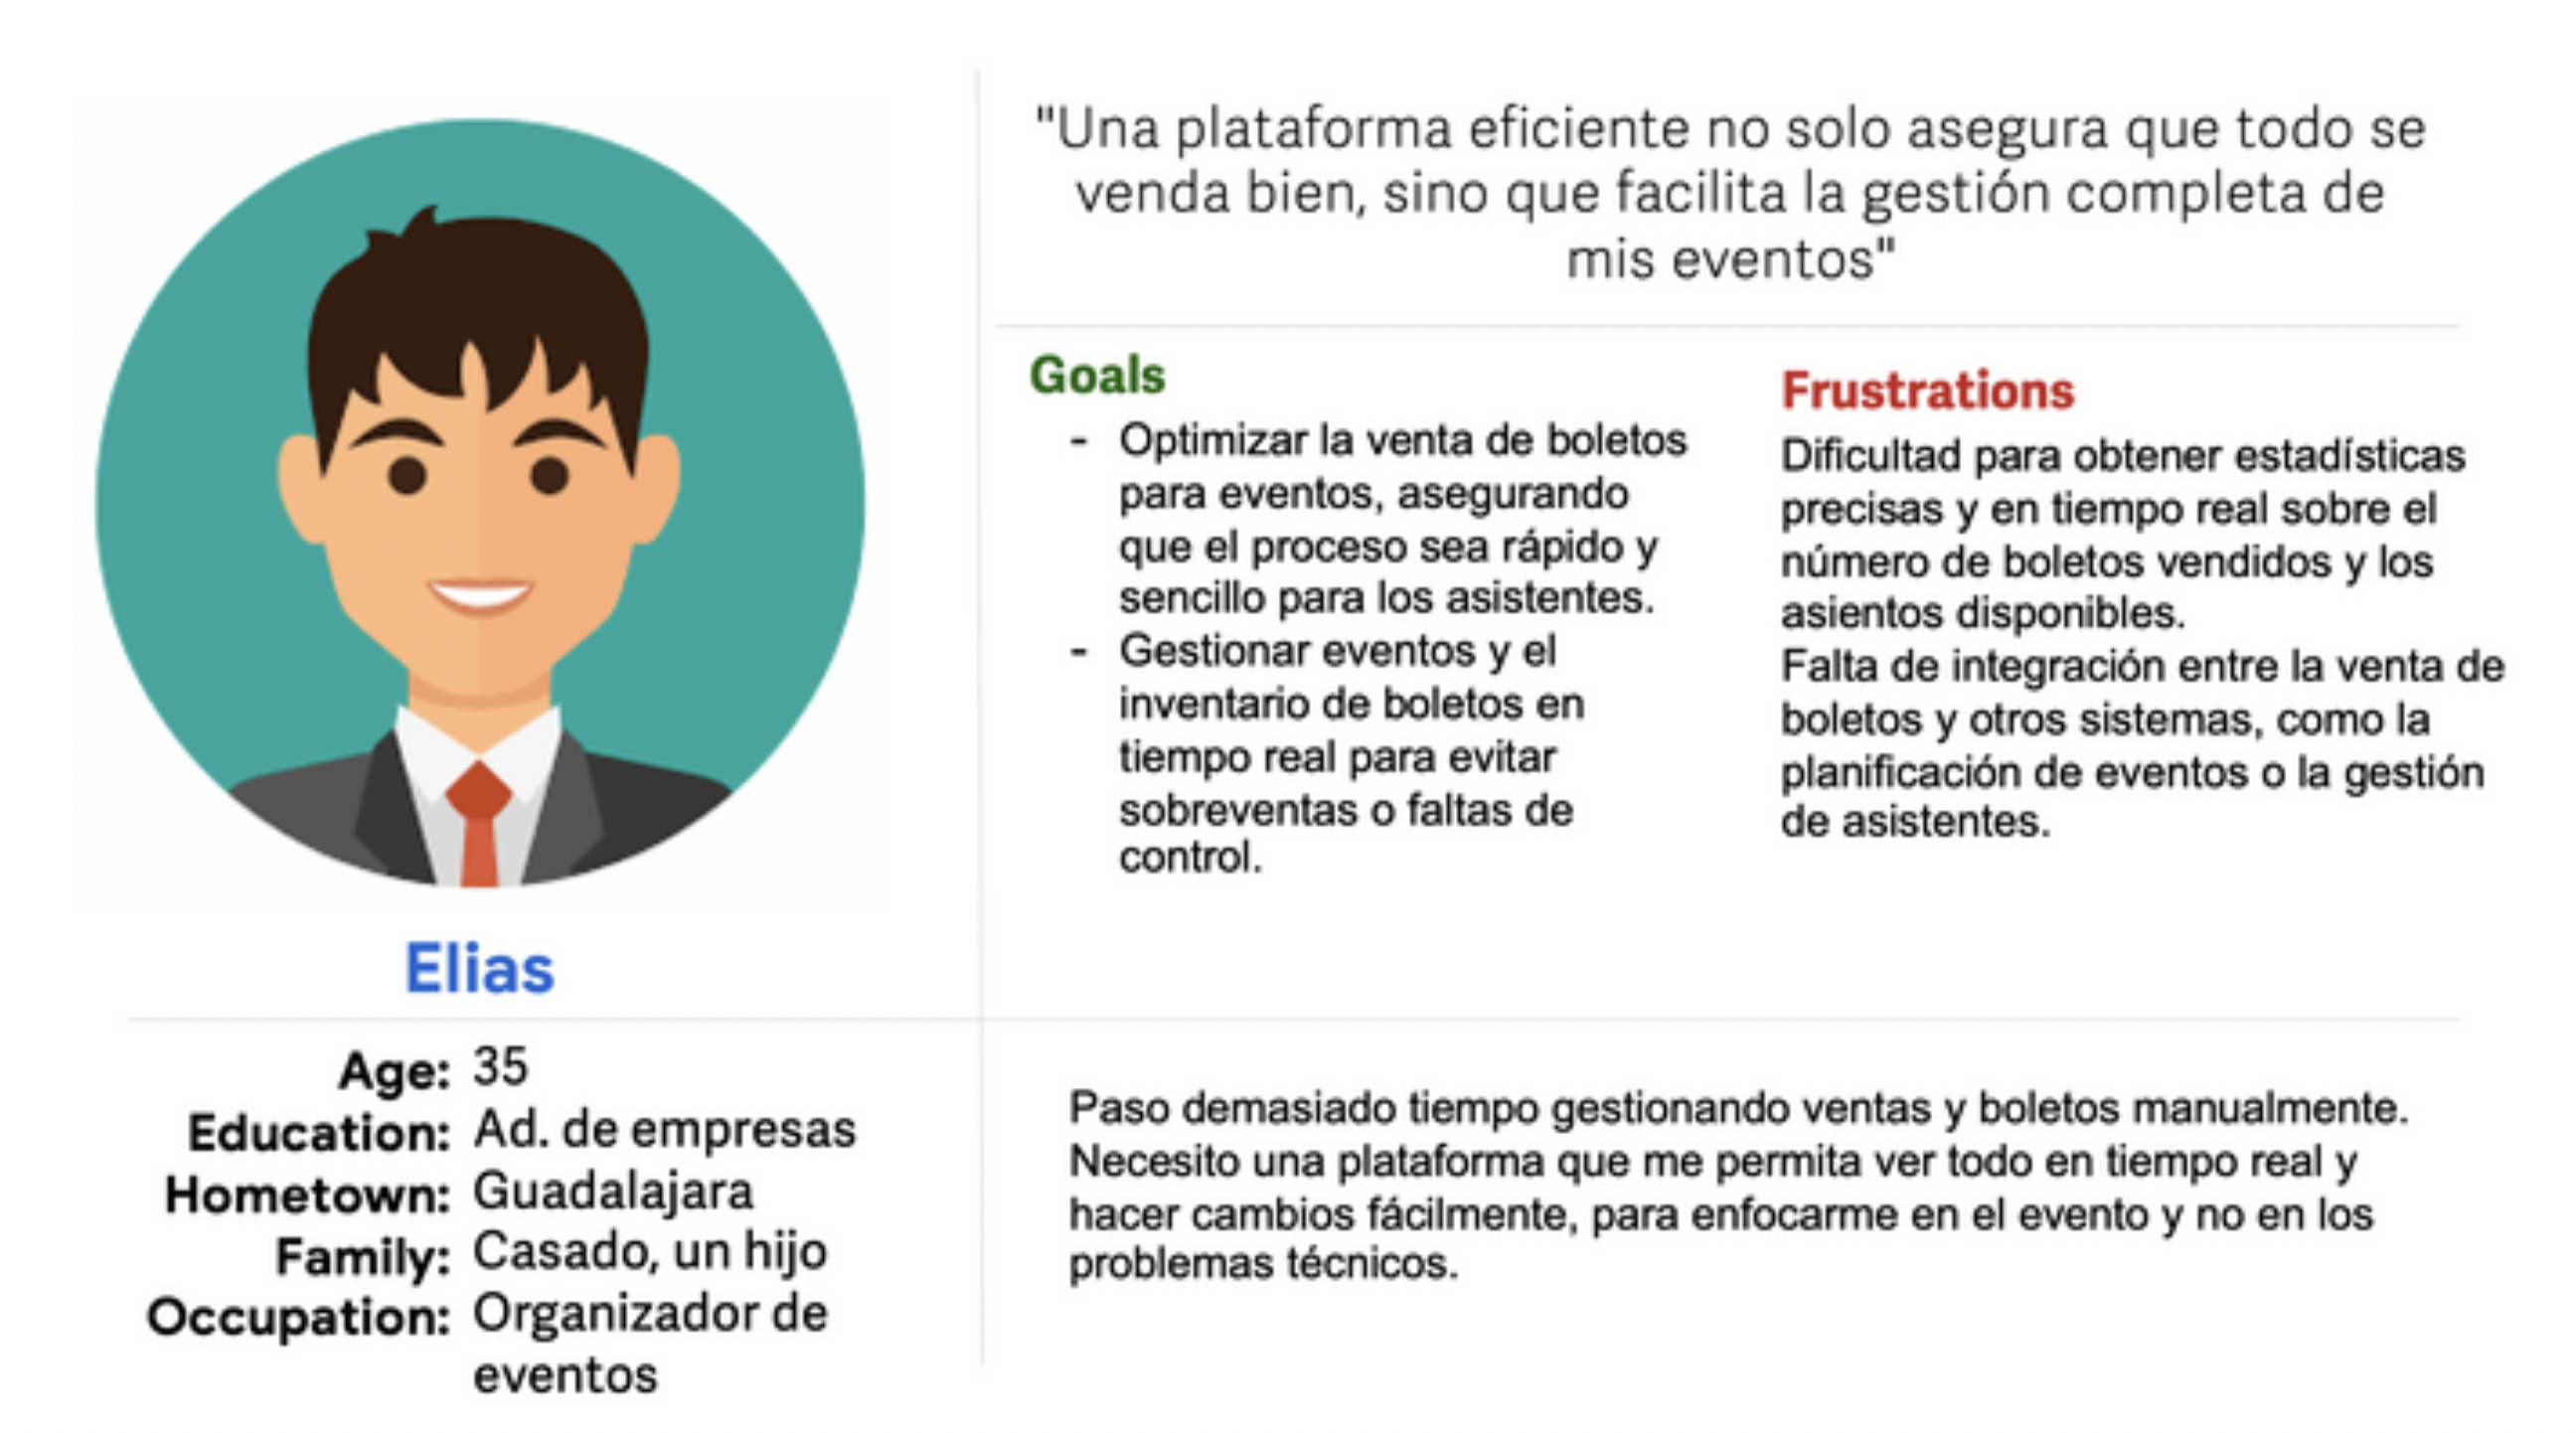 "Una plataforma eficiente no solo asegura que todo se
venda bien, sino que facilita la gestión completa de
mis eventos"
Goals
- Optimizar la venta de boletos
para eventos, asegurando
que el proceso sea rápido y
sencillo para los asistentes.
- Gestionar eventos y el
inventario de boletos en
tiempo real para evitar
sobreventas o faltas de
control.
Frustrations
Dificultad para obtener estadísticas
precisas y en tiempo real sobre el
número de boletos vendidos y los
asientos disponibles.
Falta de integración entre la venta de
boletos y otros sistemas, como la
planificación de eventos o la gestión
de asistentes.
Elias
Age: 35
Education: Ad. de empresas
Hometown: Guadalajara
Family: Casado, un hijo
Occupation: Organizador de
eventos
Paso demasiado tiempo gestionando ventas y boletos manualmente.
Necesito una plataforma que me permita ver todo en tiempo real y
hacer cambios fácilmente, para enfocarme en el evento y no en los
problemas técnicos.